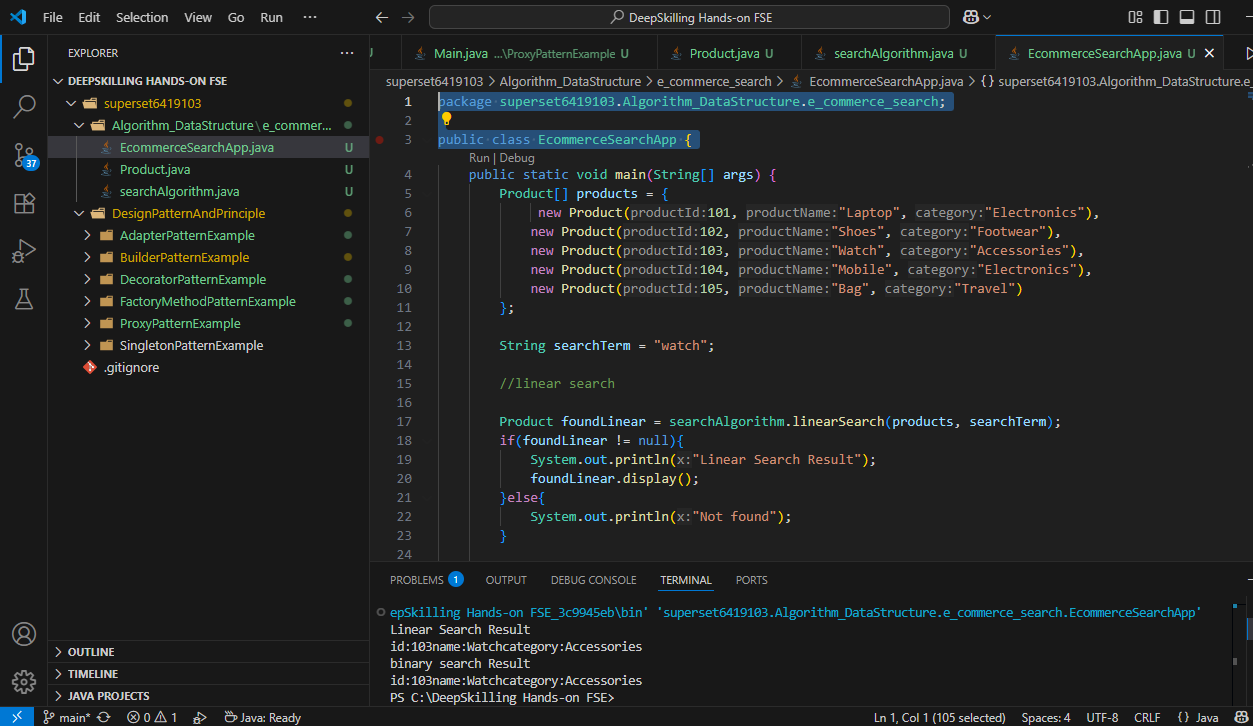 File Edit Selection View Go Run ··· DeepSkilling Hands-on FSE
EXPLORER ···
DEEPSKILLING HANDS-ON FSE
superset6419103
Algorithm_DataStructure\e_commer...
EcommerceSearchApp.java U
Product.java U
searchAlgorithm.java U
DesignPatternAndPrinciple
AdapterPatternExample
BuilderPatternExample
DecoratorPatternExample
FactoryMethodPatternExample
ProxyPatternExample
SingletonPatternExample
.gitignore
37
OUTLINE
TIMELINE
JAVA PROJECTS
U Main.java ...\ProxyPatternExample U Product.java U searchAlgorithm.java U EcommerceSearchApp.java U
superset6419103 > Algorithm_DataStructure > e_commerce_search > EcommerceSearchApp.java > {} superset6419103.Algorithm_DataStructure.e_
1 package superset6419103.Algorithm_DataStructure.e_commerce_search;
2
3 public class EcommerceSearchApp {
Run | Debug
4 public static void main(String[] args) {
5 Product[] products = {
6 new Product(productId:101, productName:"Laptop", category:"Electronics"),
7 new Product(productId:102, productName:"Shoes", category:"Footwear"),
8 new Product(productId:103, productName:"Watch", category:"Accessories"),
9 new Product(productId:104, productName:"Mobile", category:"Electronics"),
10 new Product(productId:105, productName:"Bag", category:"Travel")
11 };
12
13 String searchTerm = "watch";
14
15 //linear search
16
17 Product foundLinear = searchAlgorithm.linearSearch(products, searchTerm);
18 if(foundLinear != null){
19 System.out.println(x:"Linear Search Result");
20 foundLinear.display();
21 }else{
22 System.out.println(x:"Not found");
23 }
24
PROBLEMS 1 OUTPUT DEBUG CONSOLE TERMINAL PORTS
epSkilling Hands-on FSE_3c9945eb\bin' 'superset6419103.Algorithm_DataStructure.e_commerce_search.EcommerceSearchApp'
Linear Search Result
id:103name:Watchcategory:Accessories
binary search Result
id:103name:Watchcategory:Accessories
PS C:\DeepSkilling Hands-on FSE>
main* 0 1 Java: Ready Ln 1, Col 1 (105 selected) Spaces: 4 UTF-8 CRLF {} Java